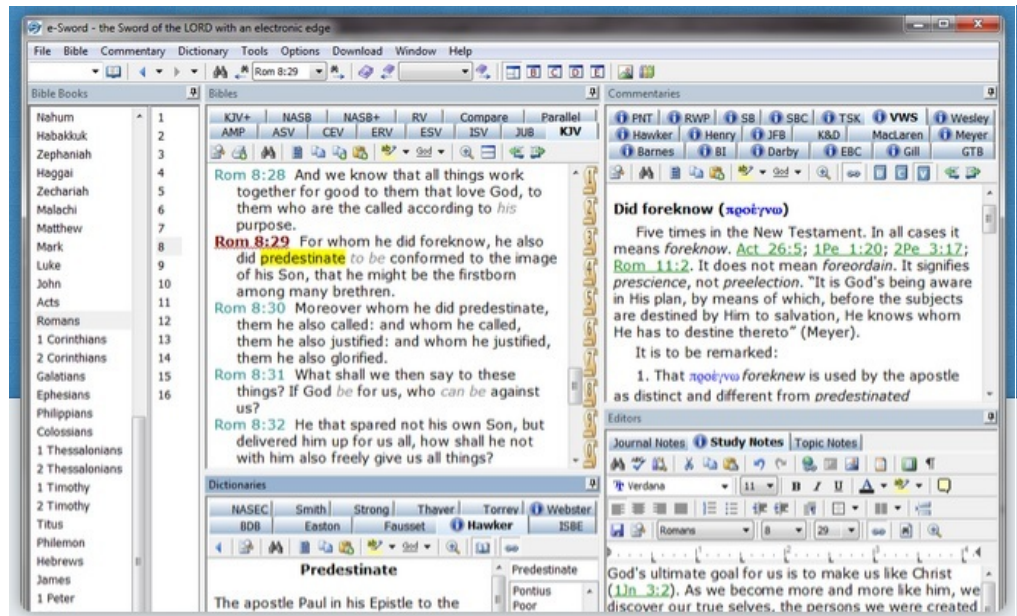 e-Sword - the Sword of the LORD with an electronic edge
File Bible Commentary Dictionary Tools Options Download Window Help
Rom 8:29 B C D E
Bible Books
Nahum
Habakkuk
Zephaniah
Haggai
Zechariah
Malachi
Matthew
Mark
Luke
John
Acts
Romans
1 Corinthians
2 Corinthians
Galatians
Ephesians
Philippians
Colossians
1 Thessalonians
2 Thessalonians
1 Timothy
2 Timothy
Titus
Philemon
Hebrews
James
1 Peter
1
2
3
4
5
6
7
8
9
10
11
12
13
14
15
16
Bibles
KJV+ NASB NASB+ RV Compare Parallel
AMP ASV CEV ERV ESV ISV JUB KJV
God
Rom 8:28 And we know that all things work
together for good to them that love God, to
them who are the called according to his
purpose.
Rom 8:29 For whom he did foreknow, he also
did predestinate to be conformed to the image
of his Son, that he might be the firstborn
among many brethren.
Rom 8:30 Moreover whom he did predestinate,
them he also called: and whom he called,
them he also justified: and whom he justified,
them he also glorified.
Rom 8:31 What shall we then say to these
things? If God be for us, who can be against
us?
Rom 8:32 He that spared not his own Son, but
delivered him up for us all, how shall he not
with him also freely give us all things?
1
2
3
4
5
6
7
8
9
0
Dictionaries
NASEC Smith Strong Thayer Torrey Webster
BDB Easton Fausset Hawker ISBE
God
Predestinate
The apostle Paul in his Epistle to the
Predestinate
Pontius
Poor
Commentaries
PNT RWP SB SBC TSK VWS Wesley
Hawker Henry JFB K&D MacLaren Meyer
Barnes BI Darby EBC Gill GTB
God B C V
Did foreknow (προέγνω)
Five times in the New Testament. In all cases it
means foreknow. Act 26:5; 1Pe 1:20; 2Pe 3:17;
Rom 11:2. It does not mean foreordain. It signifies
prescience, not preelection. "It is God's being aware
in His plan, by means of which, before the subjects
are destined by Him to salvation, He knows whom
He has to destine thereto" (Meyer).
It is to be remarked:
1. That προέγνω foreknew is used by the apostle
as distinct and different from predestinated
Editors
Journal Notes Study Notes Topic Notes
Verdana 11 B I U A
Romans 8 29
God's ultimate goal for us is to make us like Christ
(1Jn 3:2). As we become more and more like him, we
discover our true selves, the persons we were created